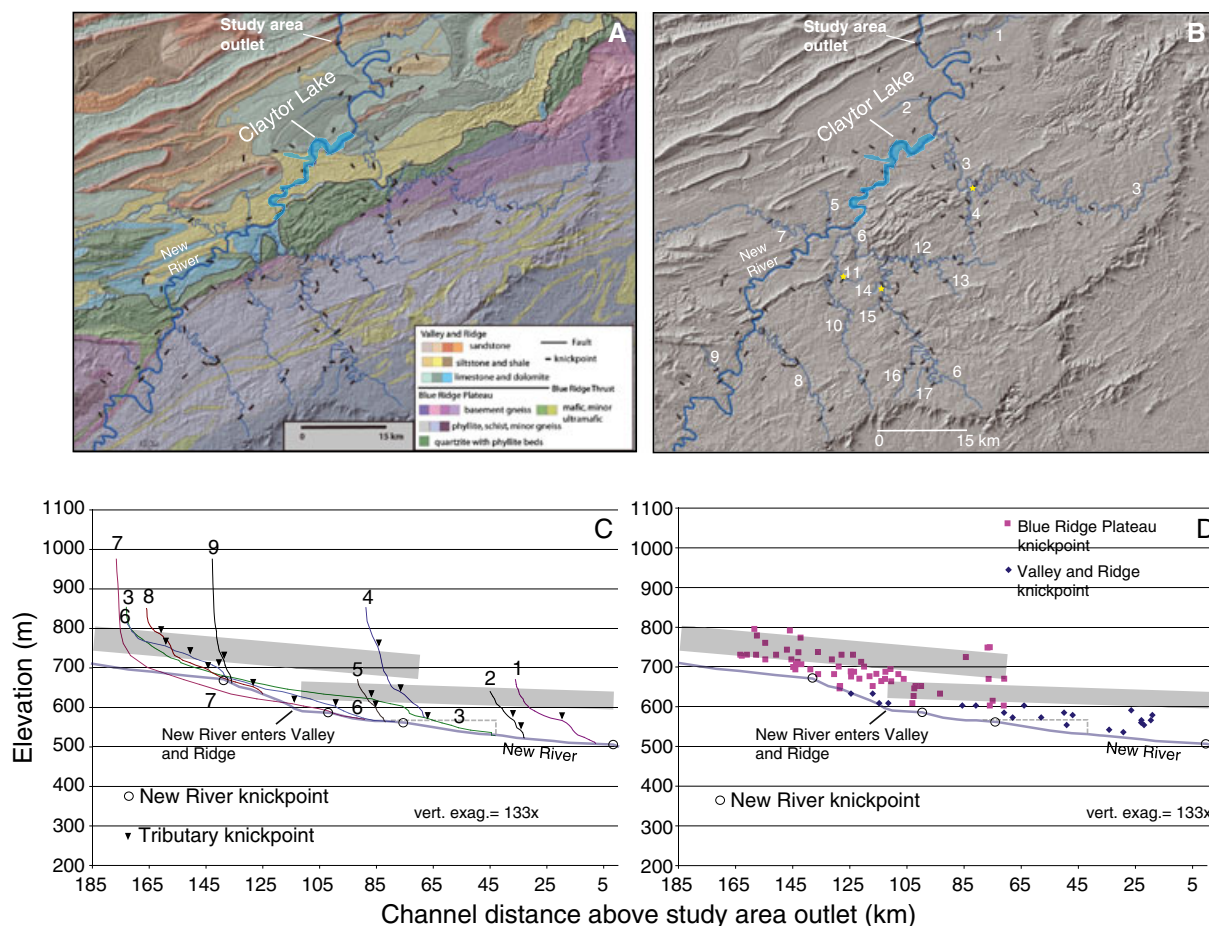 A
Study area
outlet
Claytor Lake
New
River
Valley and Ridge
sandstone
siltstone and shale
limestone and dolomite
Fault
knickpoint
Blue Ridge Thrust
Blue Ridge Plateau
basement gneiss
mafic, minor
ultramafic
phyllite, schist, minor gneiss
quartzite with phyllite beds
0 15 km
B
Study area
outlet
1
2
Claytor Lake
3
3
4
5
6
7
New
River
12
11
13
14
10
15
9
8
16
6
17
0 15 km
C
1100
1000
900
800
700
600
500
400
300
200
Elevation (m)
7
9
3
8
6
4
5
2
1
7
6
3
New River enters Valley
and Ridge
New River
New River knickpoint
vert. exag.= 133x
Tributary knickpoint
185 165 145 125 105 85 65 45 25 5
D
1100
1000
900
800
700
600
500
400
300
200
Blue Ridge Plateau
knickpoint
Valley and Ridge
knickpoint
New River enters Valley
and Ridge
New River
New River knickpoint
vert. exag.= 133x
185 165 145 125 105 85 65 45 25 5
Channel distance above study area outlet (km)